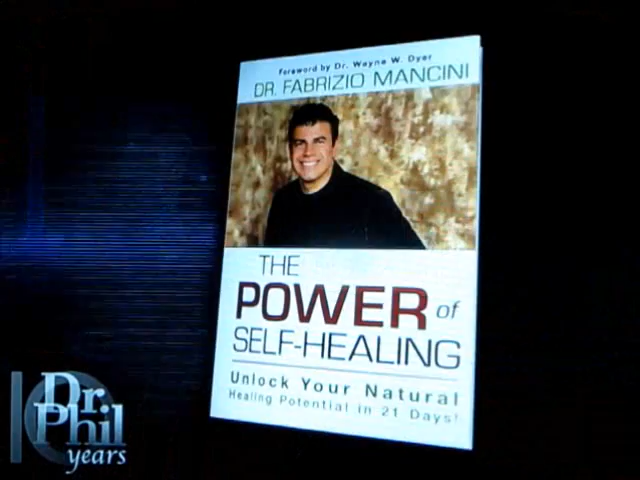 Foreword by Dr. Wayne W. Dyer
DR. FABRIZIO MANCINI
THE
POWER of
SELF-HEALING
Unlock Your Natural
Healing Potential in 21 Days!
Dr.
Phil
years